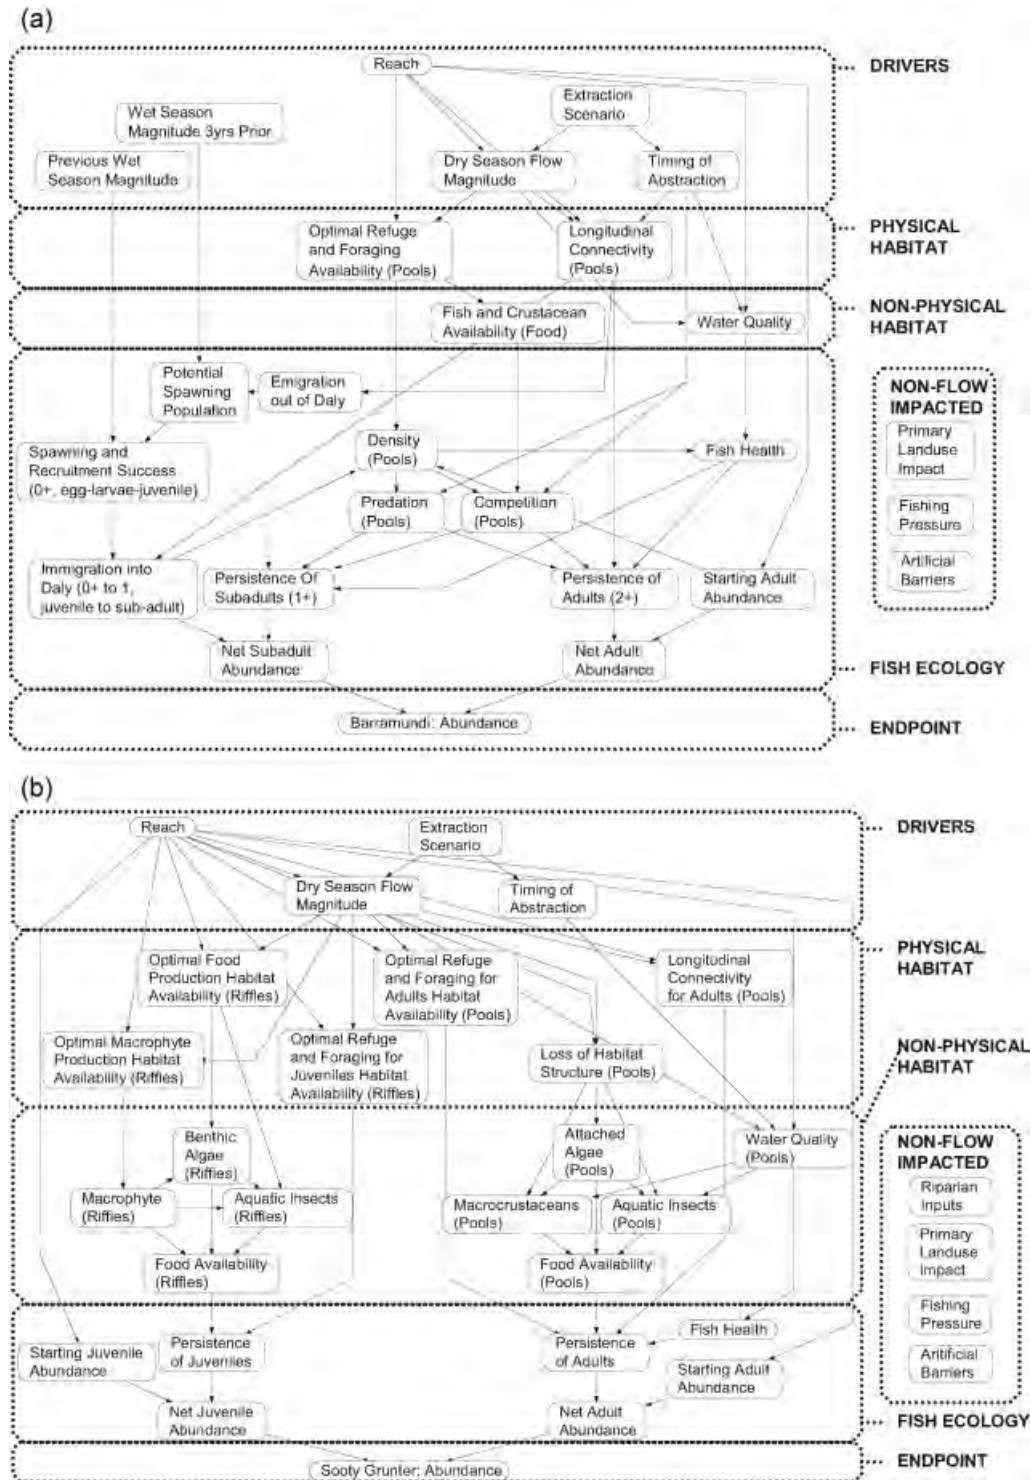 (a)
Reach
DRIVERS
Extraction
Scenario
Wet Season
Magnitude 3yrs Prior
Previous Wet
Season Magnitude
Dry Season Flow
Magnitude
Timing of
Abstraction
PHYSICAL
HABITAT
Optimal Refuge
and Foraging
Availability (Pools)
Longitudinal
Connectivity
(Pools)
NON-PHYSICAL
HABITAT
Fish and Crustacean
Availability (Food)
Water Quality
Potential
Spawning
Population
Emigration
out of Daly
NON-FLOW
IMPACTED
Primary
Landuse
Impact
Fishing
Pressure
Artificial
Barriers
Spawning and
Recruitment Success
(0+, egg-larvae-juvenile)
Density
(Pools)
Fish Health
Predation
(Pools)
Competition
(Pools)
Immigration into
Daly (0+ to 1,
juvenile to sub-adult)
Persistence Of
Subadults (1+)
Persistence of
Adults (2+)
Starting Adult
Abundance
Net Subadult
Abundance
Net Adult
Abundance
FISH ECOLOGY
Barramundi: Abundance
ENDPOINT
(b)
Reach
Extraction
Scenario
DRIVERS
Dry Season Flow
Magnitude
Timing of
Abstraction
PHYSICAL
HABITAT
Optimal Food
Production Habitat
Availability (Riffles)
Optimal Refuge
and Foraging for
Adults Habitat
Availability (Pools)
Longitudinal
Connectivity
for Adults (Pools)
Optimal Macrophyte
Production Habitat
Availability (Riffles)
Optimal Refuge
and Foraging for
Juveniles Habitat
Availability (Riffles)
Loss of Habitat
Structure (Pools)
NON-PHYSICAL
HABITAT
Benthic
Algae
(Riffles)
Attached
Algae
(Pools)
Water Quality
(Pools)
NON-FLOW
IMPACTED
Riparian
Inputs
Primary
Landuse
Impact
Fishing
Pressure
Aritificial
Barriers
Macrophyte
(Riffles)
Aquatic Insects
(Riffles)
Macrocrustaceans
(Pools)
Aquatic Insects
(Pools)
Food Availability
(Riffles)
Food Availability
(Pools)
Fish Health
Starting Juvenile
Abundance
Persistence
of Juveniles
Persistence
of Adults
Starting Adult
Abundance
Net Juvenile
Abundance
Net Adult
Abundance
FISH ECOLOGY
Sooty Grunter: Abundance
ENDPOINT